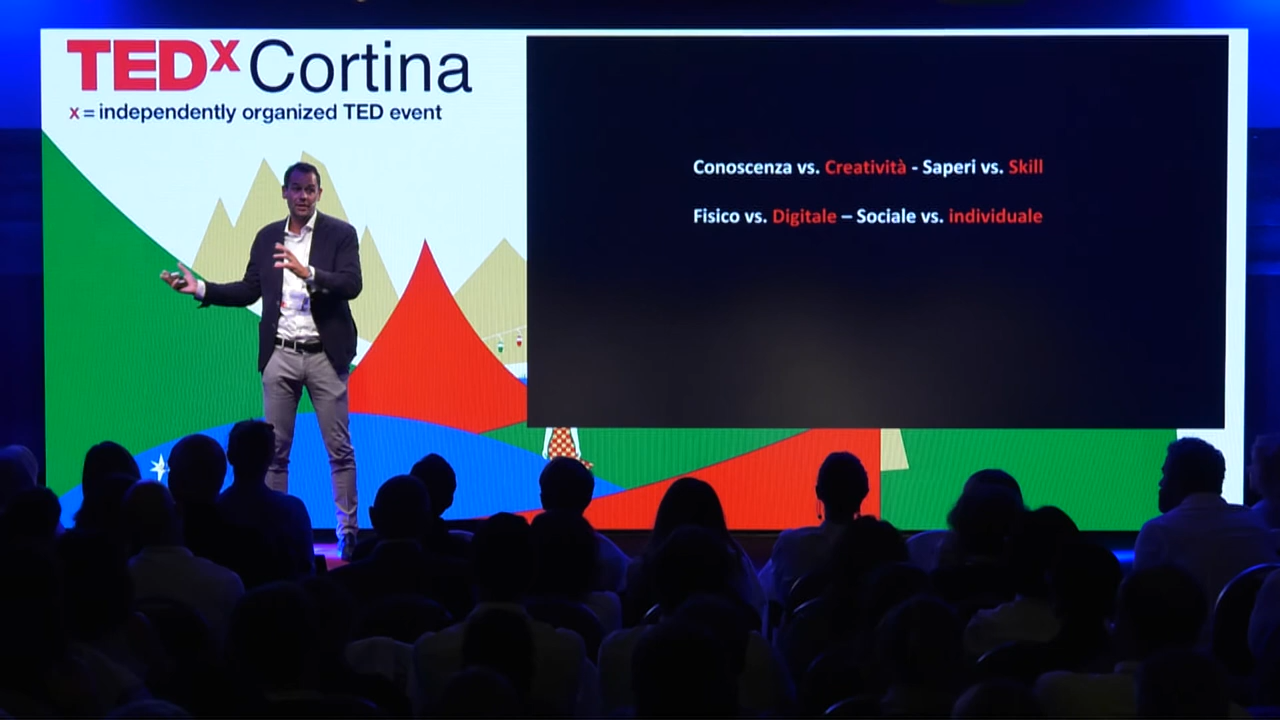 TEDx Cortina
x = independently organized TED event
Conoscenza vs. Creatività - Saperi vs. Skill
Fisico vs. Digitale – Sociale vs. individuale